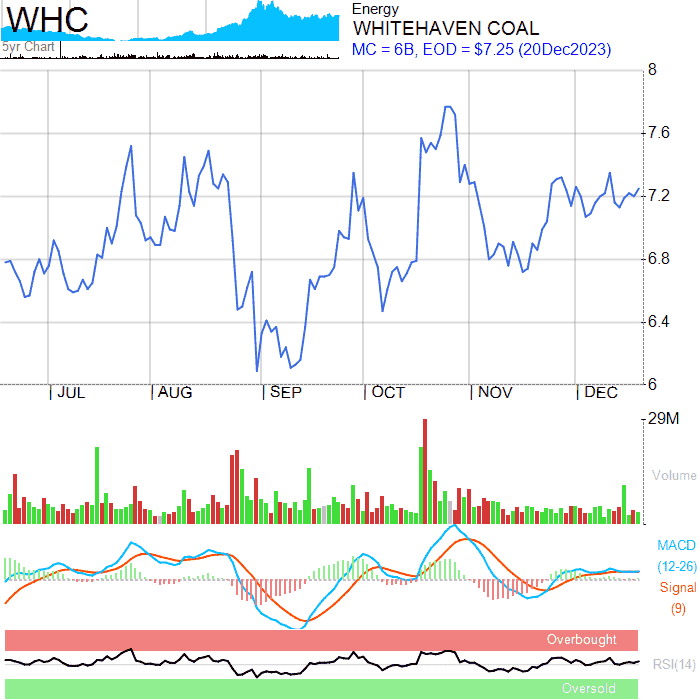 WHC
5yr Chart
Energy
WHITEHAVEN COAL
MC = 6B, EOD = $7.25 (20Dec2023)
8
7.6
7.2
6.8
6.4
6
| JUL | AUG | SEP | OCT | NOV | DEC
29M
Volume
MACD
(12-26)
Signal
(9)
Overbought
RSI(14)
Oversold